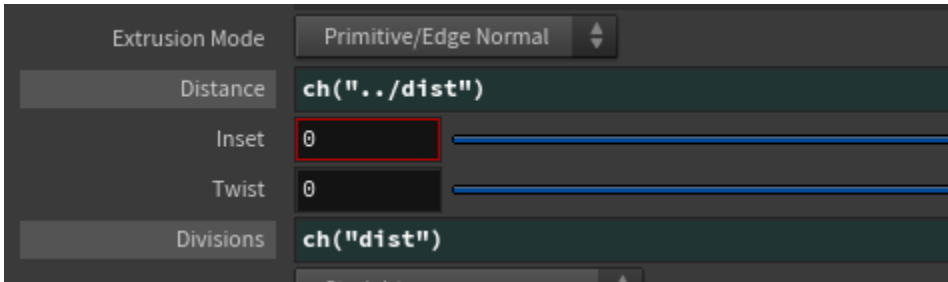 Extrusion Mode Primitive/Edge Normal
Distance ch("../dist")
Inset 0
Twist 0
Divisions ch("dist")